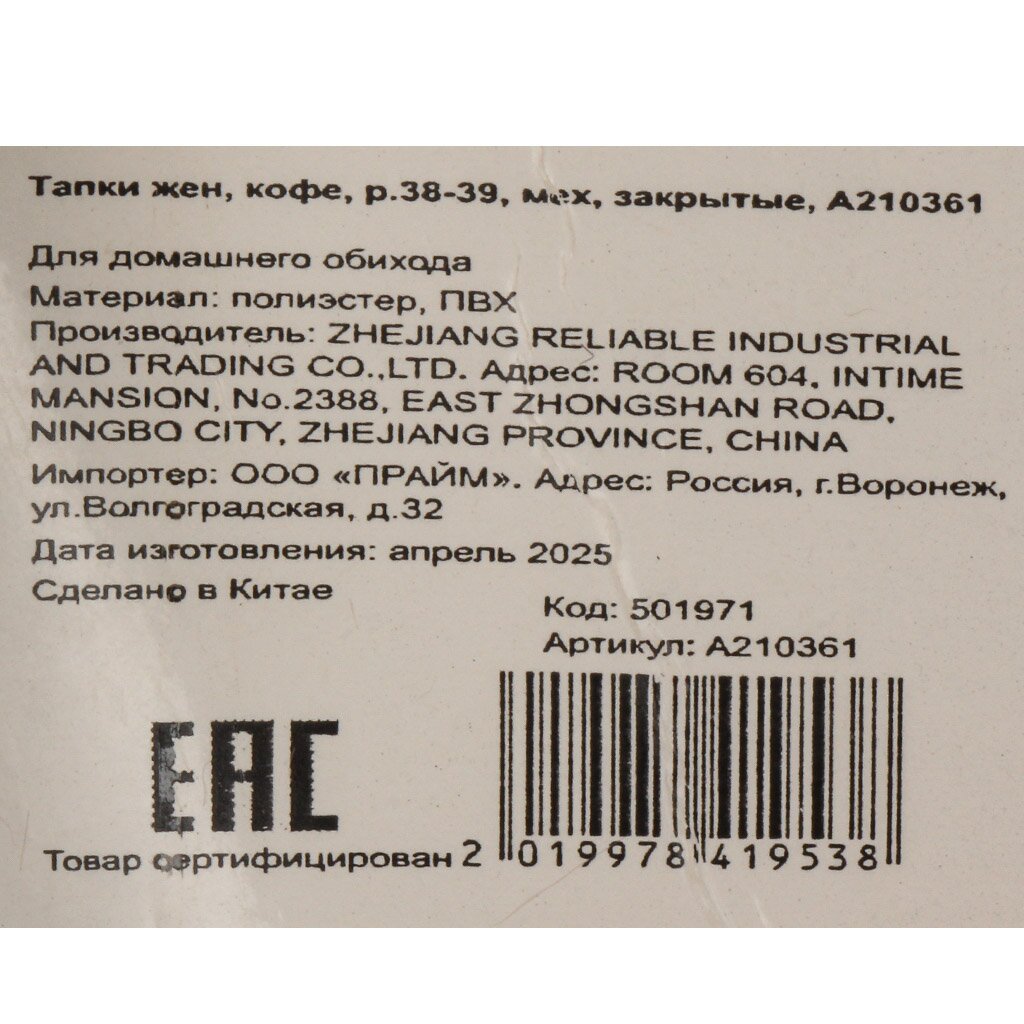 Тапки жен, кофе, р.38-39, мех, закрытые, А210361
Для домашнего обихода
Материал: полиэстер, ПВХ
Производитель: ZHEJIANG RELIABLE INDUSTRIAL
AND TRADING CO.,LTD. Адрес: ROOM 604, INTIME
MANSION, No.2388, EAST ZHONGSHAN ROAD,
NINGBO CITY, ZHEJIANG PROVINCE, CHINA
Импортер: ООО «ПРАЙМ». Адрес: Россия, г.Воронеж,
ул.Волгоградская, д.32
Дата изготовления: апрель 2025
Сделано в Китае
Код: 501971
Артикул: А210361
EAC
Товар сертифицирован
2 019978 419538